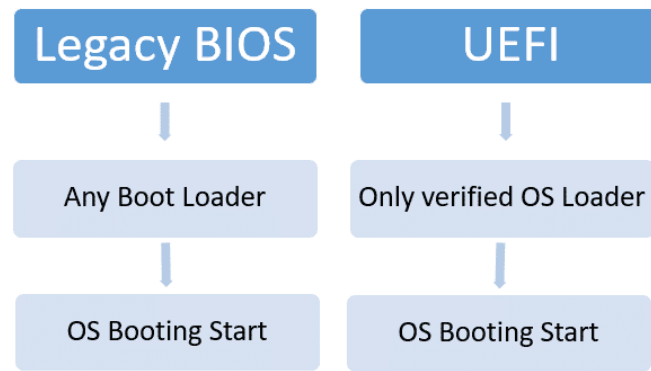 Legacy BIOS
UEFI
Any Boot Loader
Only verified OS Loader
OS Booting Start
OS Booting Start